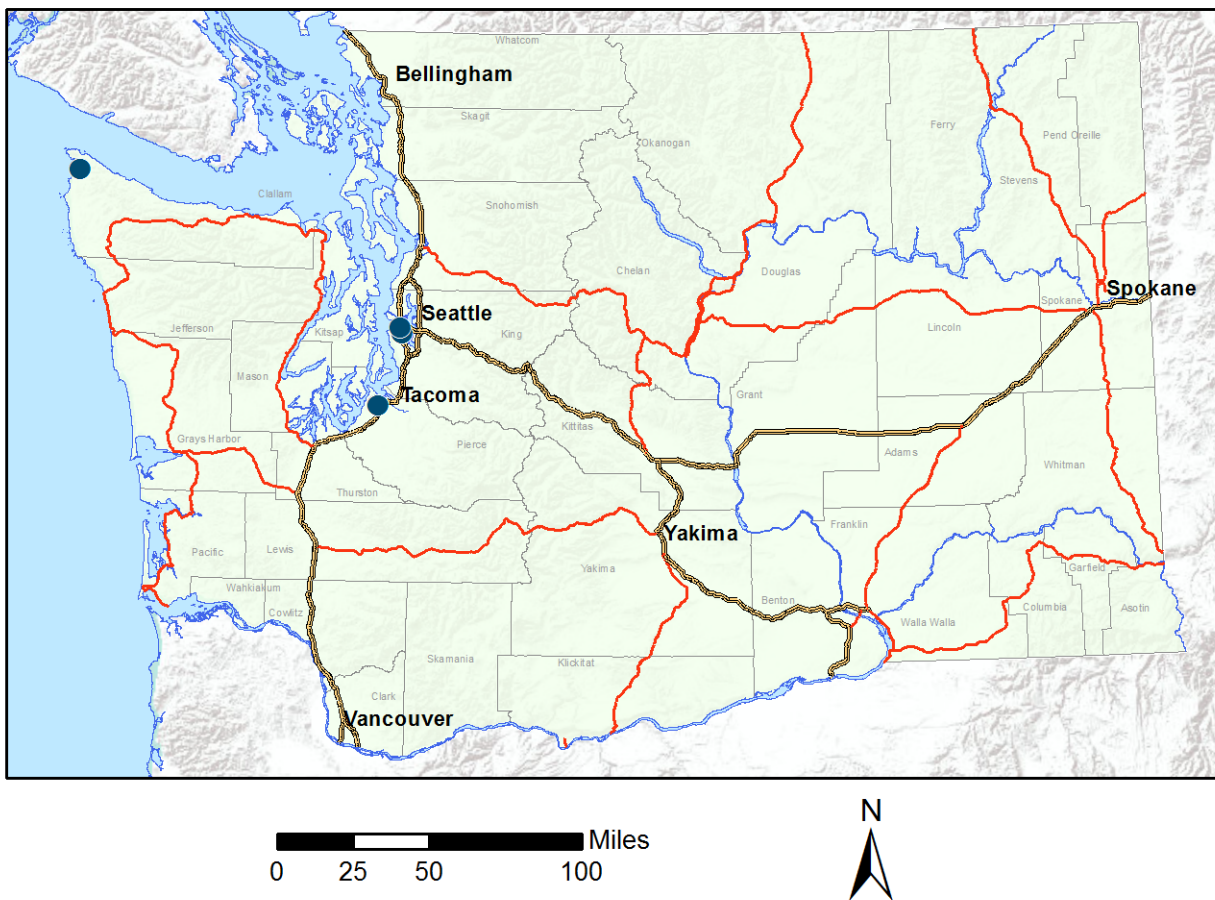 Whatcom
Bellingham
Skagit
Okanogan
Ferry
Pend Oreille
Stevens
Clallam
Snohomish
Chelan
Douglas
Spokane
Spokane
Seattle
Jefferson
Kitsap
King
Lincoln
Mason
Tacoma
Grant
Grays Harbor
Pierce
Kittitas
Adams
Whitman
Thurston
Yakima
Franklin
Pacific
Lewis
Yakima
Garfield
Wahkiakum
Benton
Columbia
Asotin
Cowlitz
Walla Walla
Skamania
Klickitat
Clark
Vancouver
N
Miles
0 25 50 100